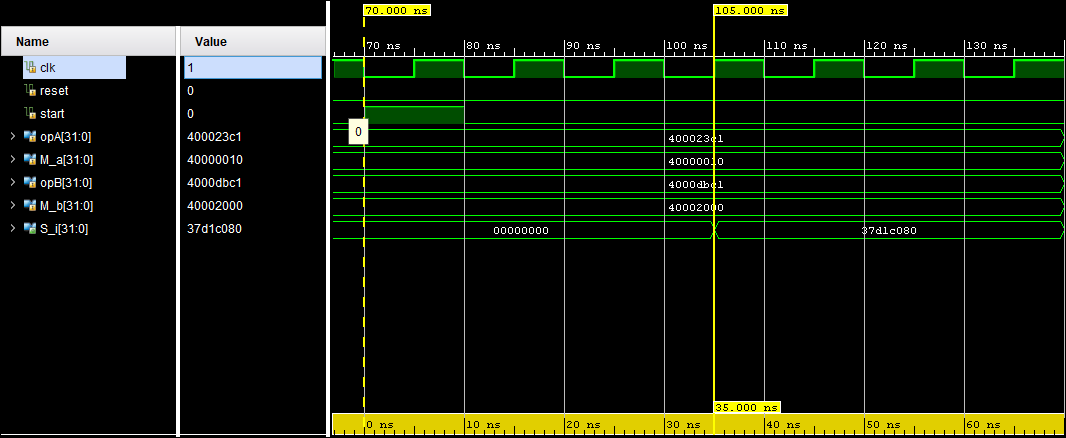 70.000 ns 105.000 ns
Name Value 70 ns 80 ns 90 ns 100 ns 110 ns 120 ns 130 ns
clk 1
reset 0
start 0
0
opA[31:0] 400023c1 400023c1
M_a[31:0] 40000010 40000010
opB[31:0] 4000dbc1 4000dbc1
M_b[31:0] 40002000 40002000
S_i[31:0] 37d1c080 00000000 37d1c080
35.000 ns
0 ns 10 ns 20 ns 30 ns 40 ns 50 ns 60 ns